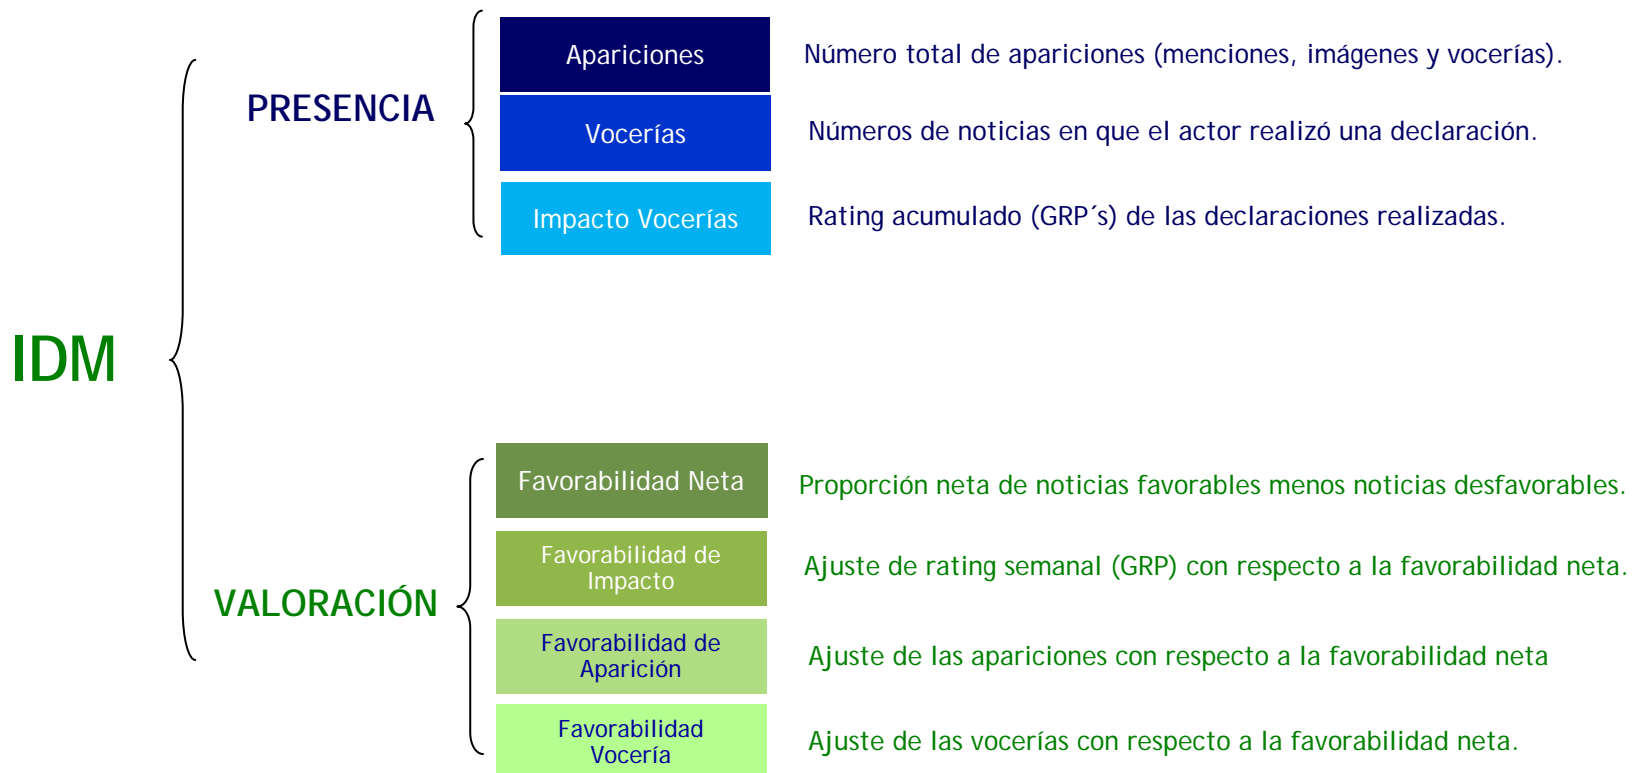 IDM
PRESENCIA
Apariciones
Número total de apariciones (menciones, imágenes y vocerías).
Vocerías
Números de noticias en que el actor realizó una declaración.
Impacto Vocerías
Rating acumulado (GRP´s) de las declaraciones realizadas.
VALORACIÓN
Favorabilidad Neta
Proporción neta de noticias favorables menos noticias desfavorables.
Favorabilidad de
Impacto
Ajuste de rating semanal (GRP) con respecto a la favorabilidad neta.
Favorabilidad de
Aparición
Ajuste de las apariciones con respecto a la favorabilidad neta
Favorabilidad
Vocería
Ajuste de las vocerías con respecto a la favorabilidad neta.